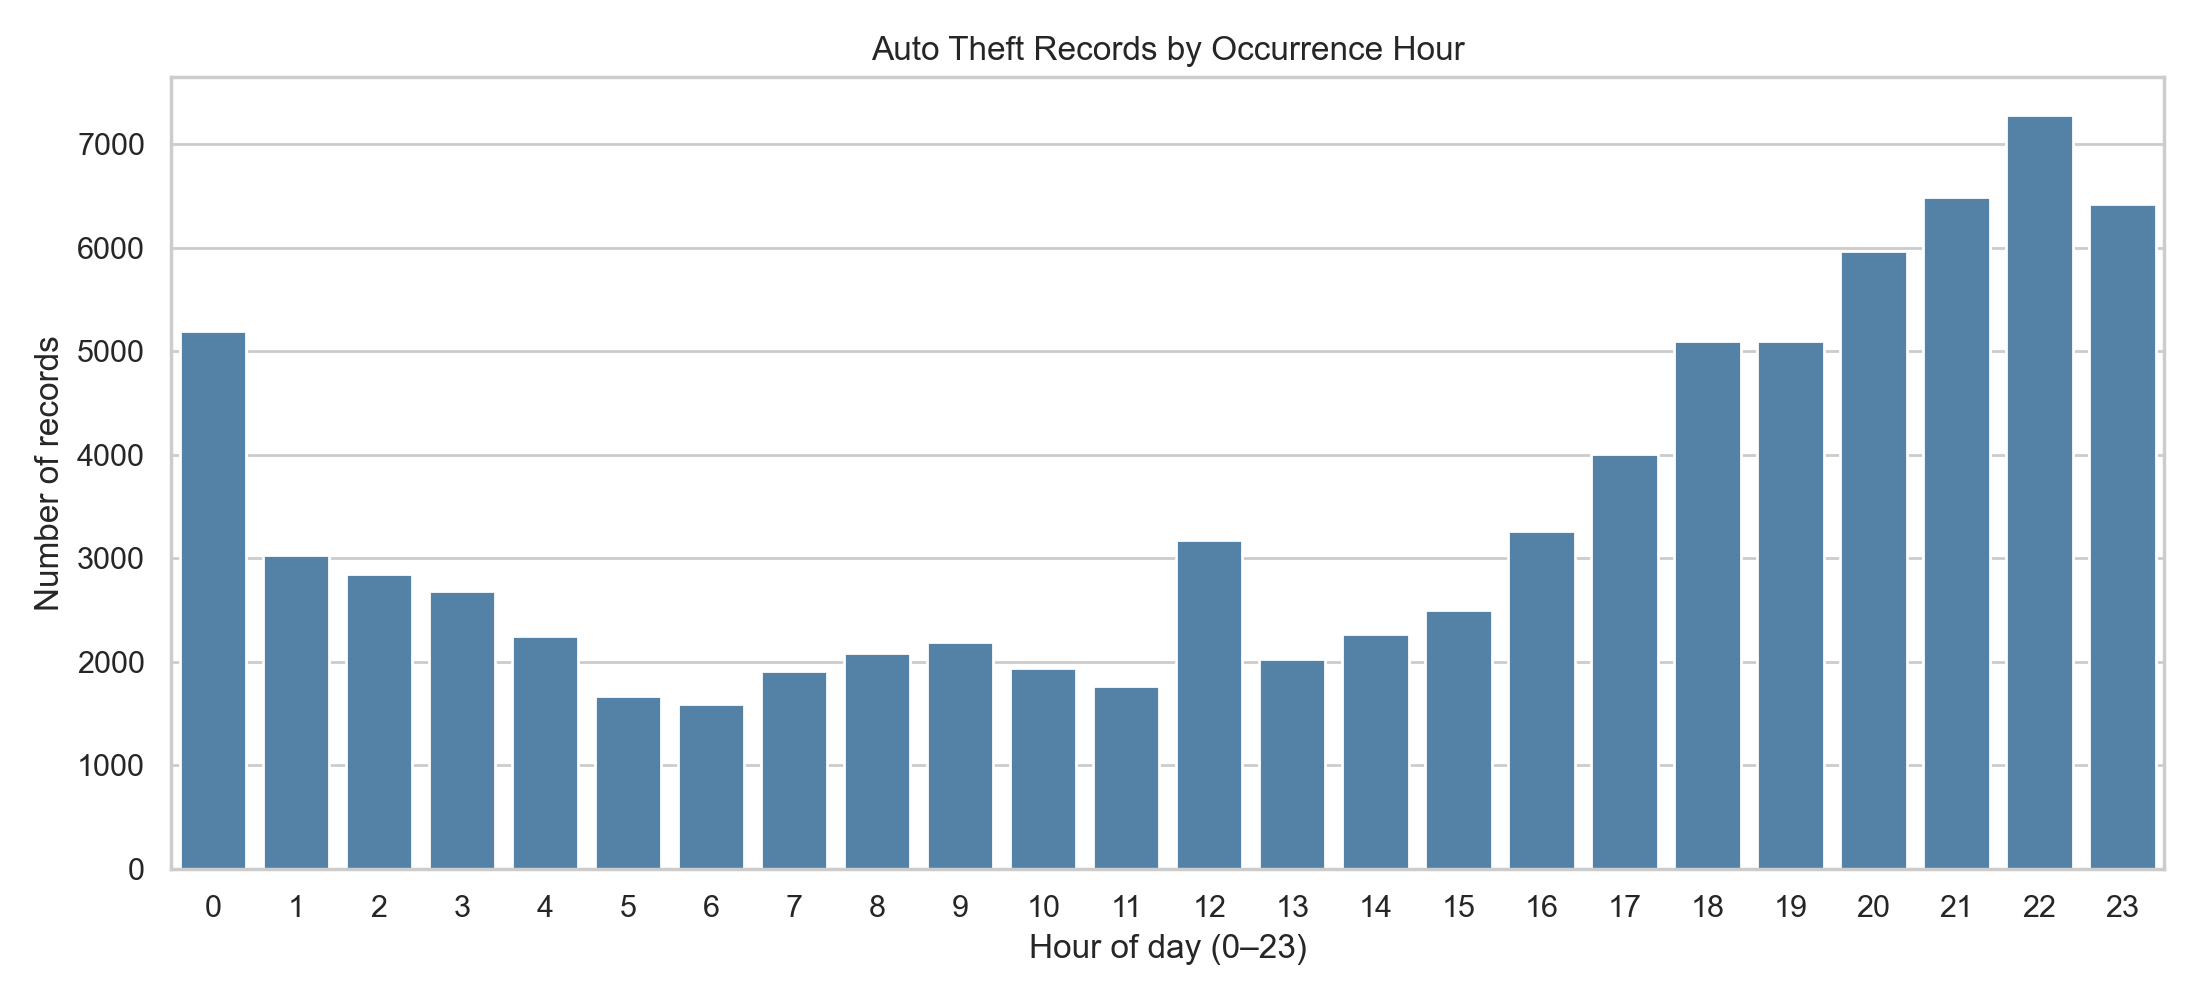 Auto Theft Records by Occurrence Hour
Number of records
7000
6000
5000
4000
3000
2000
1000
0
0 1 2 3 4 5 6 7 8 9 10 11 12 13 14 15 16 17 18 19 20 21 22 23
Hour of day (0–23)